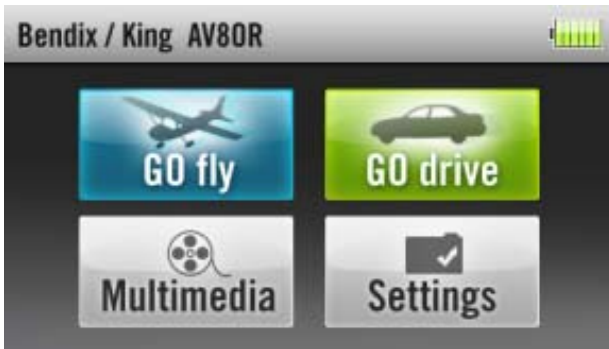 Bendix / King AV8OR
GO fly
GO drive
Multimedia
Settings